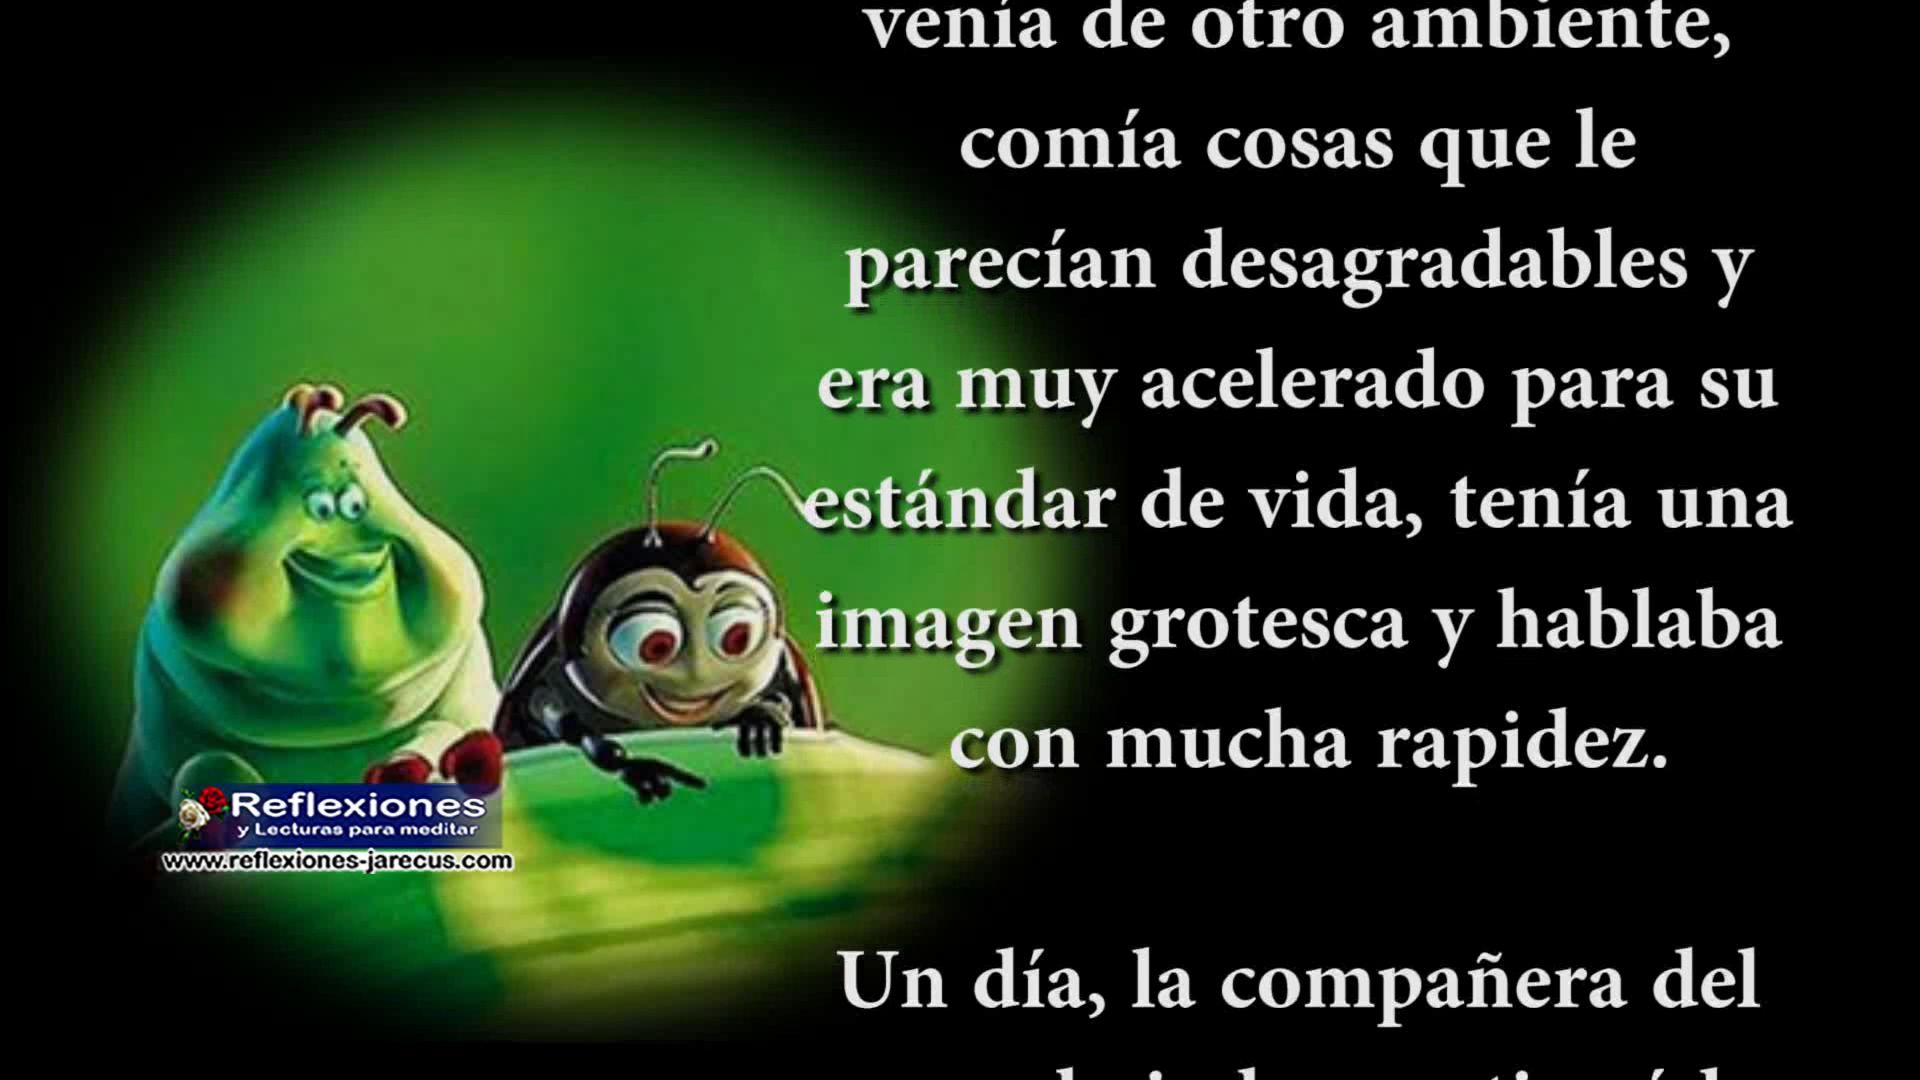 venía de otro ambiente,
comía cosas que le
parecían desagradables y
era muy acelerado para su
estándar de vida, tenía una
imagen grotesca y hablaba
con mucha rapidez.
Un día, la compañera del
Reflexiones
y Lecturas para meditar
www.reflexiones-jarecus.com